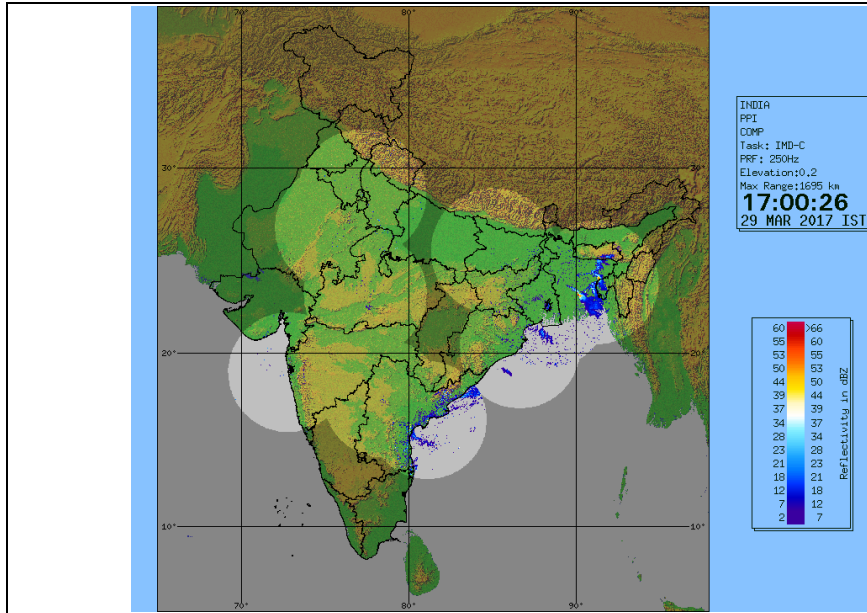 70° 80° 90°
INDIA
PPI
COMP
Task: IMD-C
PRF: 250Hz
Elevation:0.2
Max Range:1695 km
17:00:26
29 MAR 2017 IST
30° 30°
20° 20°
10° 10°
70° 80° 90°
60 >66
55 60
53 55
50 53
44 50
39 44
37 39
34 37
28 34
23 28
21 23
18 21
12 18
7 12
2 7
Reflectivity in dBZ